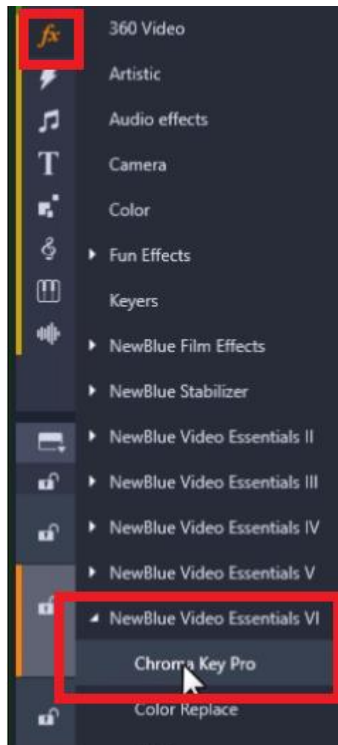 fx
360 Video
Artistic
Audio effects
T
Camera
Color
Fun Effects
Keyers
NewBlue Film Effects
NewBlue Stabilizer
NewBlue Video Essentials II
NewBlue Video Essentials III
NewBlue Video Essentials IV
NewBlue Video Essentials V
NewBlue Video Essentials VI
Chroma Key Pro
Color Replace